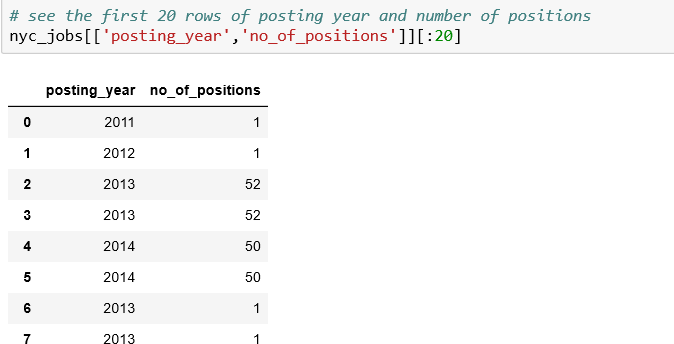 # see the first 20 rows of posting year and number of positions
nyc_jobs[['posting_year','no_of_positions']][:20]
posting_year no_of_positions
0 2011 1
1 2012 1
2 2013 52
3 2013 52
4 2014 50
5 2014 50
6 2013 1
7 2013 1